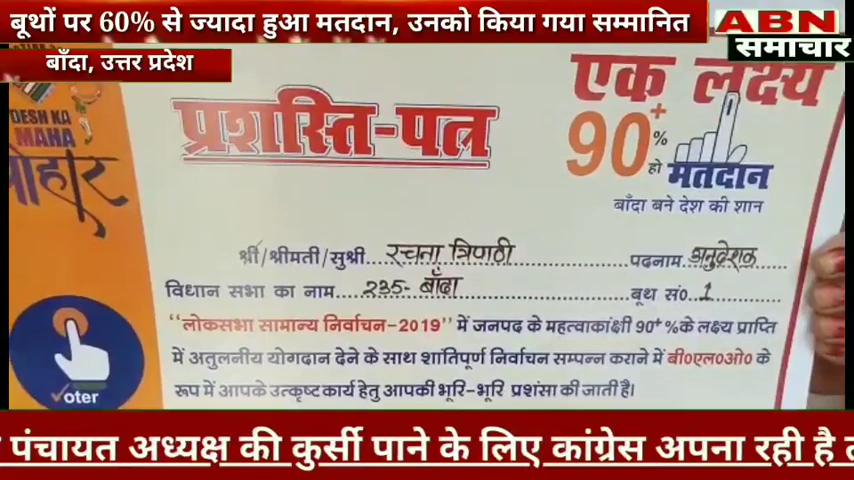 बूथों पर 60% से ज्यादा हुआ मतदान, उनको किया गया सम्मानित
ABN
समाचार
बाँदा, उत्तर प्रदेश
DESH KA
MAHA
प्रशस्ति-पत्र
एक लक्ष्य
90+% हो मतदान
बाँदा बने देश की शान
श्री/श्रीमती/सुश्री...रचना त्रिपाठी...पदनाम...अनुदेशक
विधान सभा का नाम...235- बाँदा...बूथ सं०...1
"लोकसभा सामान्य निर्वाचन-2019" में जनपद के महत्वाकांक्षी 90+ %के लक्ष्य प्राप्ति
में अतुलनीय योगदान देने के साथ शांतिपूर्ण निर्वाचन सम्पन्न कराने में बी०एल०ओ० के
रूप में आपके उत्कृष्ट कार्य हेतु आपकी भूरि-भूरि प्रशंसा की जाती है।
Voter
पंचायत अध्यक्ष की कुर्सी पाने के लिए कांग्रेस अपना रही है